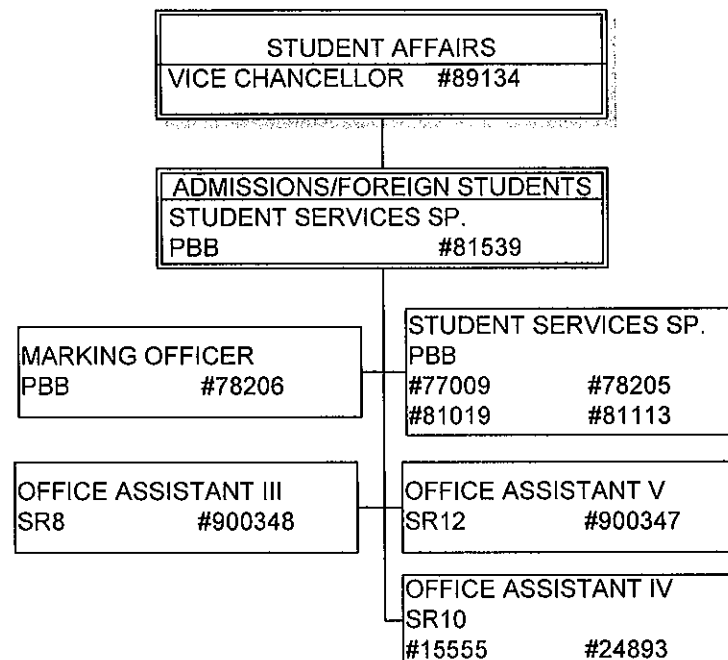 STUDENT AFFAIRS
VICE CHANCELLOR #89134
ADMISSIONS/FOREIGN STUDENTS
STUDENT SERVICES SP.
PBB #81539
MARKING OFFICER
PBB #78206
STUDENT SERVICES SP.
PBB
#77009 #78205
#81019 #81113
OFFICE ASSISTANT III
SR8 #900348
OFFICE ASSISTANT V
SR12 #900347
OFFICE ASSISTANT IV
SR10
#15555 #24893